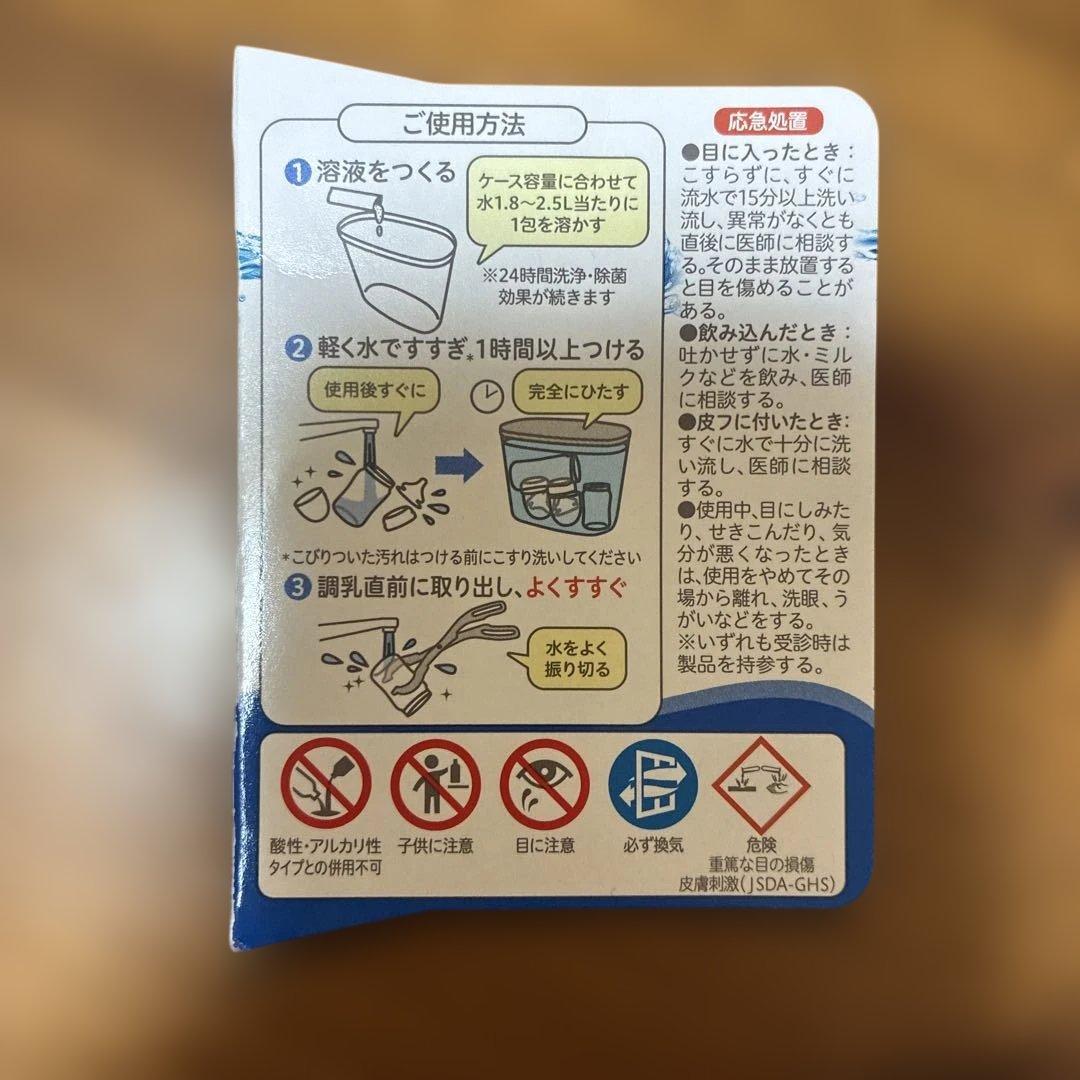 ご使用方法
1 溶液をつくる
ケース容量に合わせて
水1.8～2.5L当たりに
1包を溶かす
※24時間洗浄・除菌
効果が続きます
2 軽く水ですすぎ*1時間以上つける
使用後すぐに
完全にひたす
*こびりついた汚れはつける前にこすり洗いしてください
3 調乳直前に取り出し、よくすすぐ
水をよく
振り切る
応急処置
●目に入ったとき：
こすらずに、すぐに
流水で15分以上洗い
流し、異常がなくとも
直後に医師に相談す
る。そのまま放置する
と目を傷めることが
ある。
●飲み込んだとき：
吐かせずに水・ミル
クなどを飲み、医師
に相談する。
●皮フに付いたとき：
すぐに水で十分に洗
い流し、医師に相談
する。
●使用中、目にしみた
り、せきこんだり、気
分が悪くなったとき
は、使用をやめてその
場から離れ、洗眼、う
がいなどをする。
※いずれも受診時は
製品を持参する。
酸性・アルカリ性
タイプとの併用不可
子供に注意
目に注意
必ず換気
危険
重篤な目の損傷
皮膚刺激(JSDA-GHS)